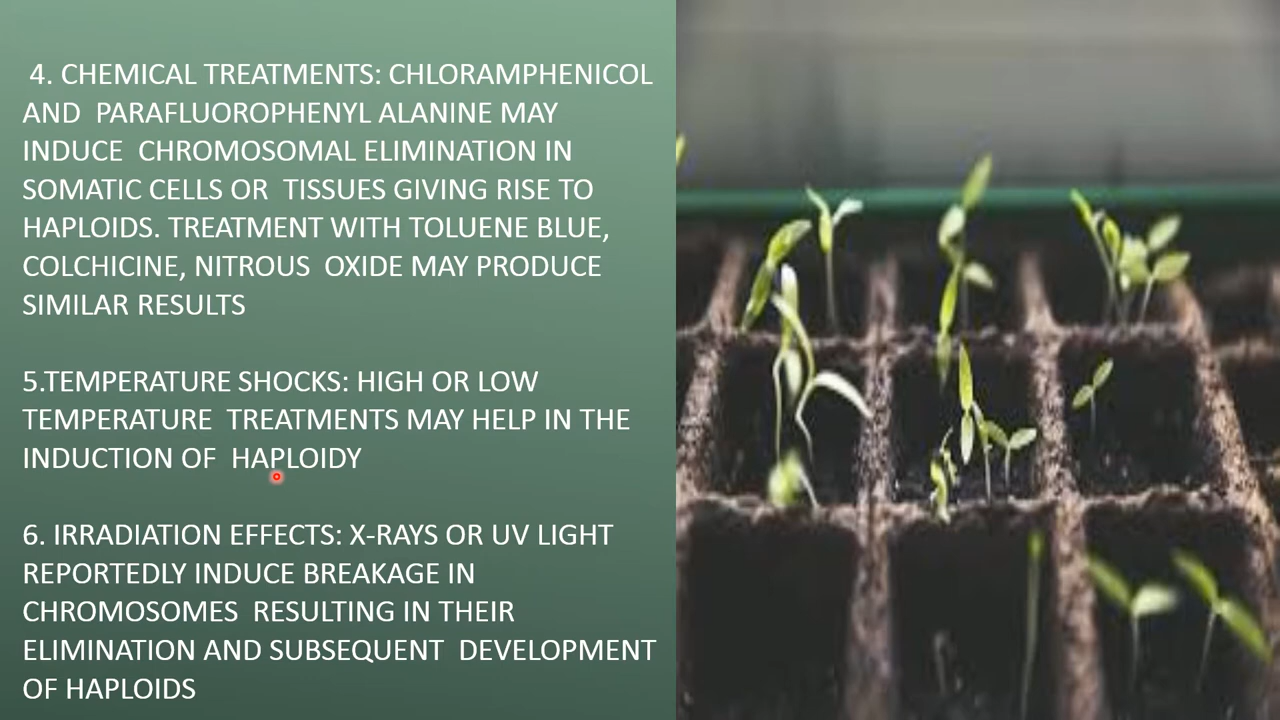 4. CHEMICAL TREATMENTS: CHLORAMPHENICOL
AND PARAFLUOROPHENYL ALANINE MAY
INDUCE CHROMOSOMAL ELIMINATION IN
SOMATIC CELLS OR TISSUES GIVING RISE TO
HAPLOIDS. TREATMENT WITH TOLUENE BLUE,
COLCHICINE, NITROUS OXIDE MAY PRODUCE
SIMILAR RESULTS
5.TEMPERATURE SHOCKS: HIGH OR LOW
TEMPERATURE TREATMENTS MAY HELP IN THE
INDUCTION OF HAPLOIDY
6. IRRADIATION EFFECTS: X-RAYS OR UV LIGHT
REPORTEDLY INDUCE BREAKAGE IN
CHROMOSOMES RESULTING IN THEIR
ELIMINATION AND SUBSEQUENT DEVELOPMENT
OF HAPLOIDS